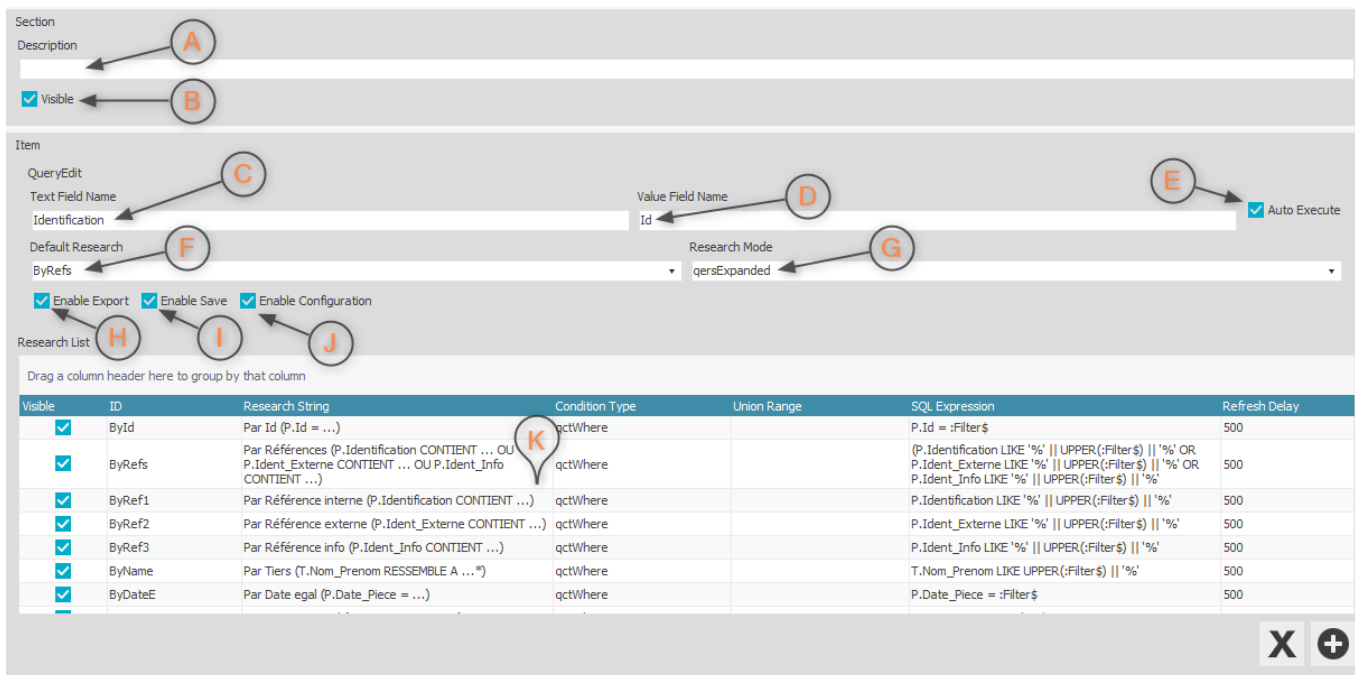 Section
Description
A
Visible
B
Item
QueryEdit
C
E
Text Field Name
Value Field Name
D
Identification
Id
Auto Execute
Default Research
F
Research Mode
G
ByRefs
qersExpanded
Enable Export Enable Save Enable Configuration
Research List
H
I
J
Drag a column header here to group by that column
Visible ID Research String Condition Type Union Range SQL Expression Refresh Delay
ById Par Id (P.Id = ...) qctWhere P.Id = :Filter$ 500
K
Par Références (P.Identification CONTIENT ... OU
P.Ident_Externe CONTIENT ... OU P.Ident_Info
CONTIENT ...)
ByRefs
qctWhere
(P.Identification LIKE '%' || UPPER(:Filter$) || '%' OR
P.Ident_Externe LIKE '%' || UPPER(:Filter$) || '%' OR
P.Ident_Info LIKE '%' || UPPER(:Filter$) || '%'
500
ByRef1 Par Référence interne (P.Identification CONTIENT ...) qctWhere P.Identification LIKE '%' || UPPER(:Filter$) || '%' 500
ByRef2 Par Référence externe (P.Ident_Externe CONTIENT ...) qctWhere P.Ident_Externe LIKE '%' || UPPER(:Filter$) || '%' 500
ByRef3 Par Référence info (P.Ident_Info CONTIENT ...) qctWhere P.Ident_Info LIKE '%' || UPPER(:Filter$) || '%' 500
ByName Par Tiers (T.Nom_Prenom RESSEMBLE A ...*) qctWhere T.Nom_Prenom LIKE UPPER(:Filter$) || '%' 500
ByDateE Par Date egal (P.Date_Piece = ...) qctWhere P.Date_Piece = :Filter$ 500